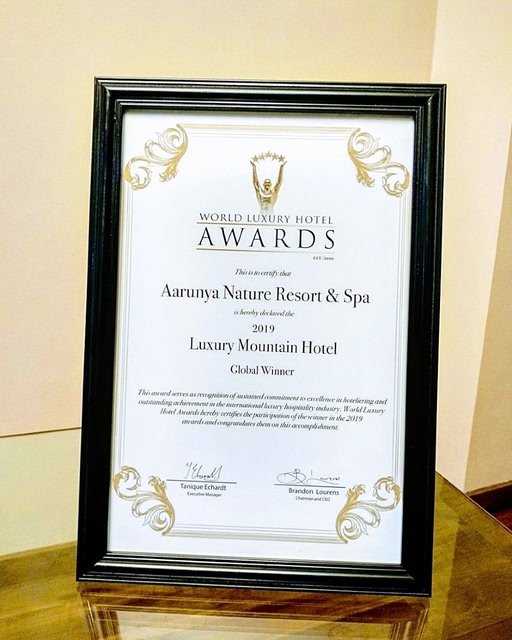 WORLD LUXURY HOTEL
AWARDS
EST. 2006
This is to certify that
Aarunya Nature Resort & Spa
is hereby declared the
2019
Luxury Mountain Hotel
Global Winner
This award serves as recognition of sustained commitment to excellence in hoteliering and
outstanding achievement in the international luxury hospitality industry. World Luxury
Hotel Awards hereby certifies the participation of the winner in the 2019
awards and congratulates them on this accomplishment.
Tanique Echardt
Executive Manager
Brandon Lourens
Chairman and CEO